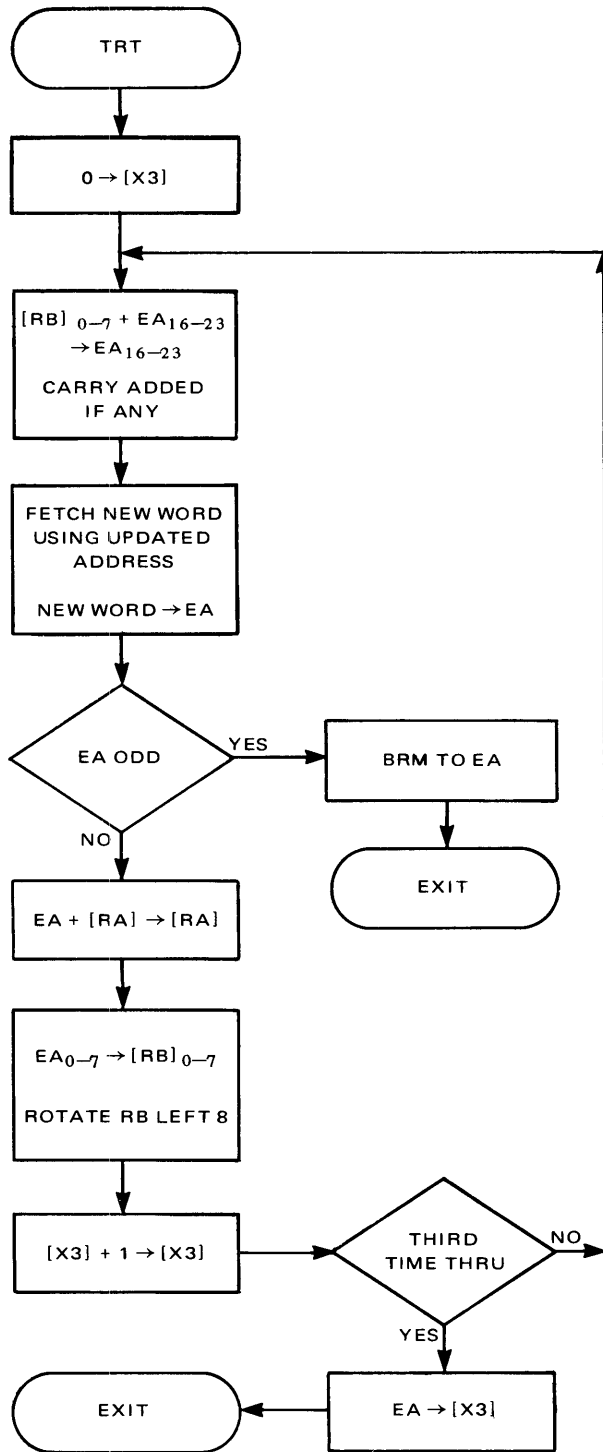 TRT
0 → [X3]
[RB] 0–7 + EA16–23
→ EA16–23
CARRY ADDED
IF ANY
FETCH NEW WORD
USING UPDATED
ADDRESS
NEW WORD → EA
EA ODD
YES
BRM TO EA
NO
EXIT
EA + [RA] → [RA]
EA0–7 → [RB] 0–7
ROTATE RB LEFT 8
[X3] + 1 → [X3]
THIRD
TIME THRU
NO
YES
EXIT
EA → [X3]